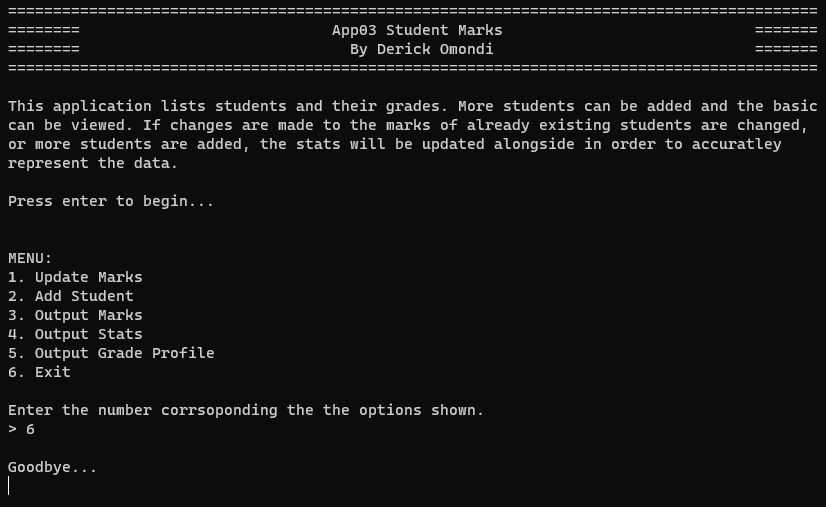 ==========================================================================================
======== App03 Student Marks =======
======== By Derick Omondi =======
==========================================================================================
This application lists students and their grades. More students can be added and the basic
can be viewed. If changes are made to the marks of already existing students are changed,
or more students are added, the stats will be updated alongside in order to accuratley
represent the data.
Press enter to begin...
MENU:
1. Update Marks
2. Add Student
3. Output Marks
4. Output Stats
5. Output Grade Profile
6. Exit
Enter the number corrsoponding the the options shown.
> 6
Goodbye...